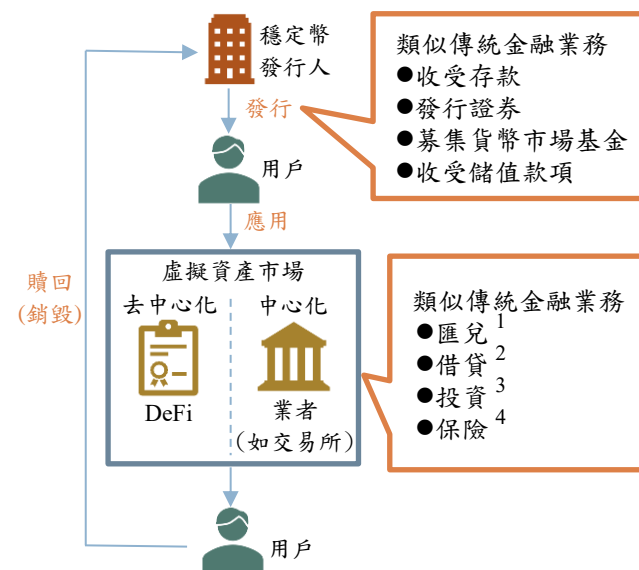 穩定幣
發行人
類似傳統金融業務
●收受存款
●發行證券
●募集貨幣市場基金
●收受儲值款項
發行
用戶
應用
贖回
(銷毀)
虛擬資產市場
去中心化
中心化
DeFi
業者
(如交易所)
類似傳統金融業務
●匯兌1
●借貸2
●投資3
●保險4
用戶